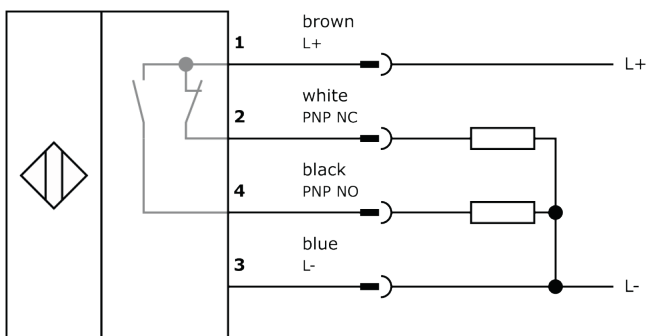 brown
1 L+ L+
white
2 PNP NC
black
4 PNP NO
blue
3 L- L-